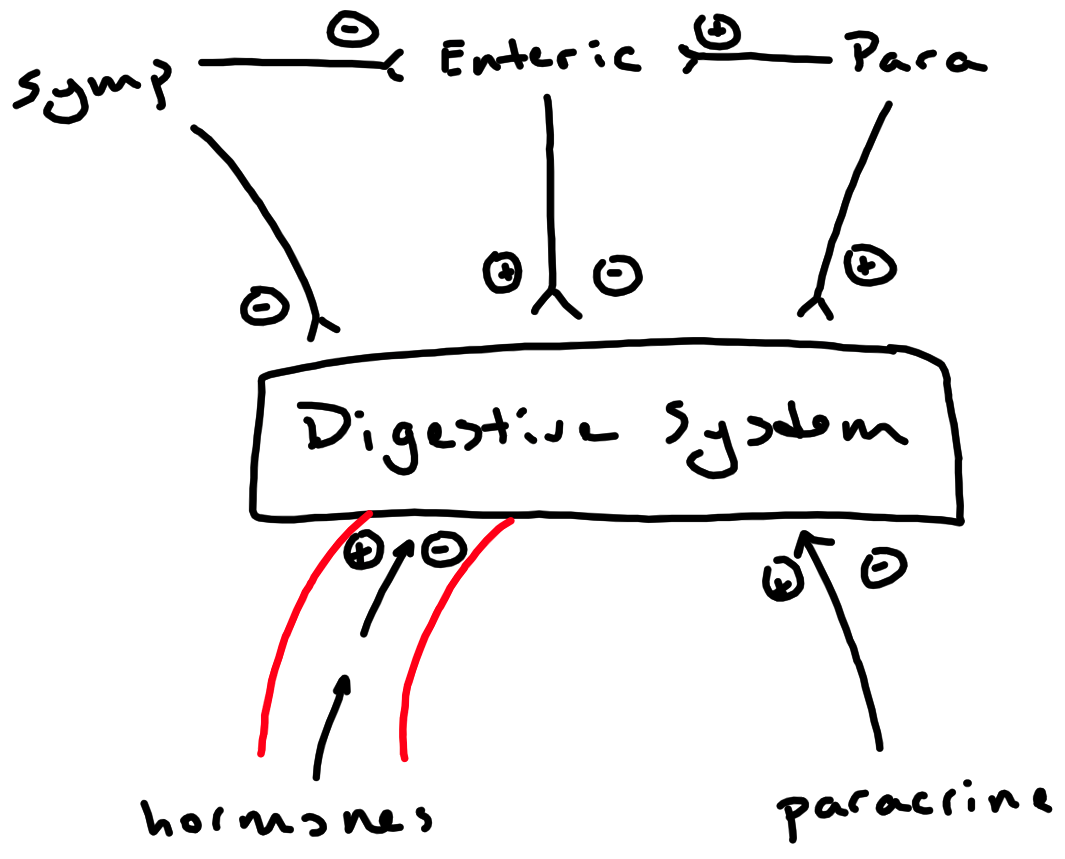 Symp
⊖
Enteric
⊕
Para
⊖
⊕ ⊖
⊕
Digestive System
⊕ ⊖
⊕ ⊖
hormones
paracrine